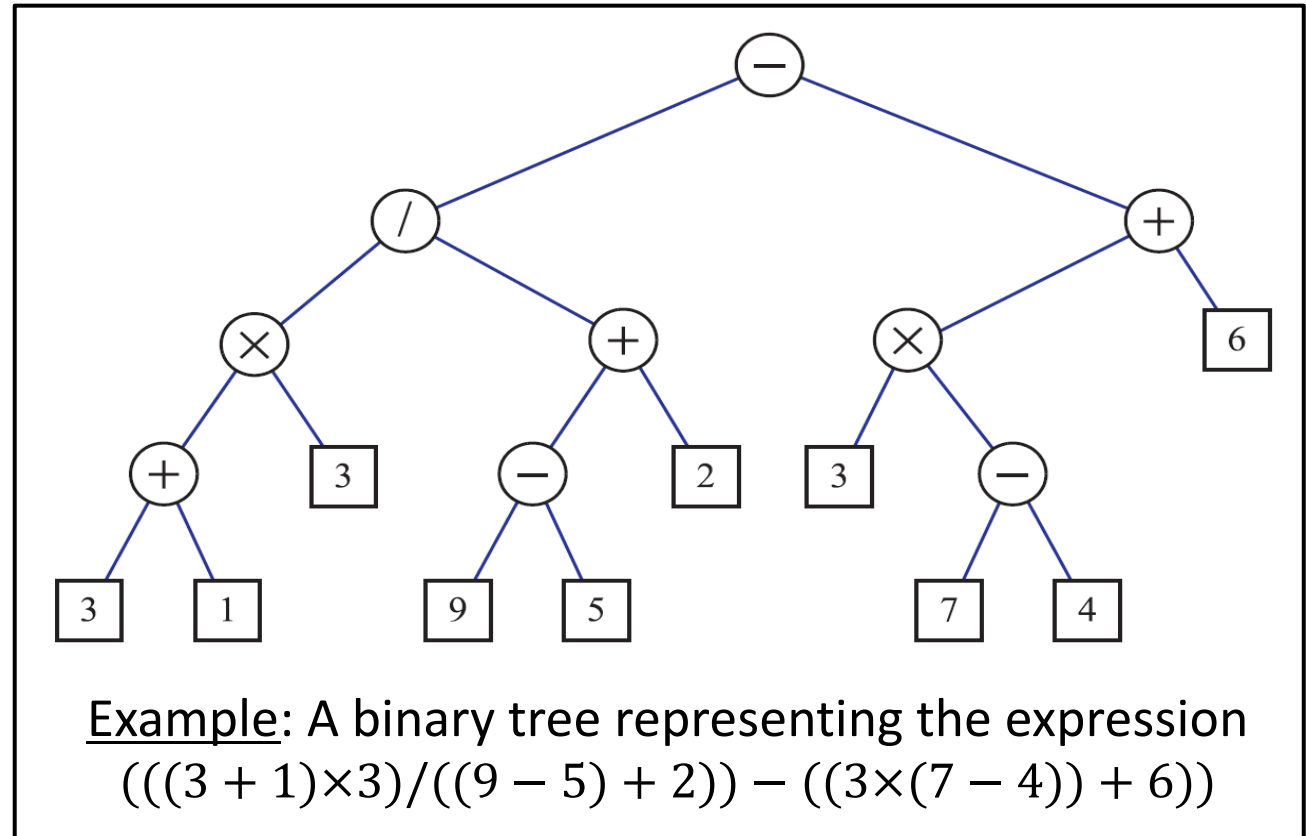 −
/ +
× + × 6
+ 3 − 2 3 −
3 1 9 5 7 4
Example: A binary tree representing the expression
(((3 + 1)×3)/((9 − 5) + 2)) − ((3×(7 − 4)) + 6))